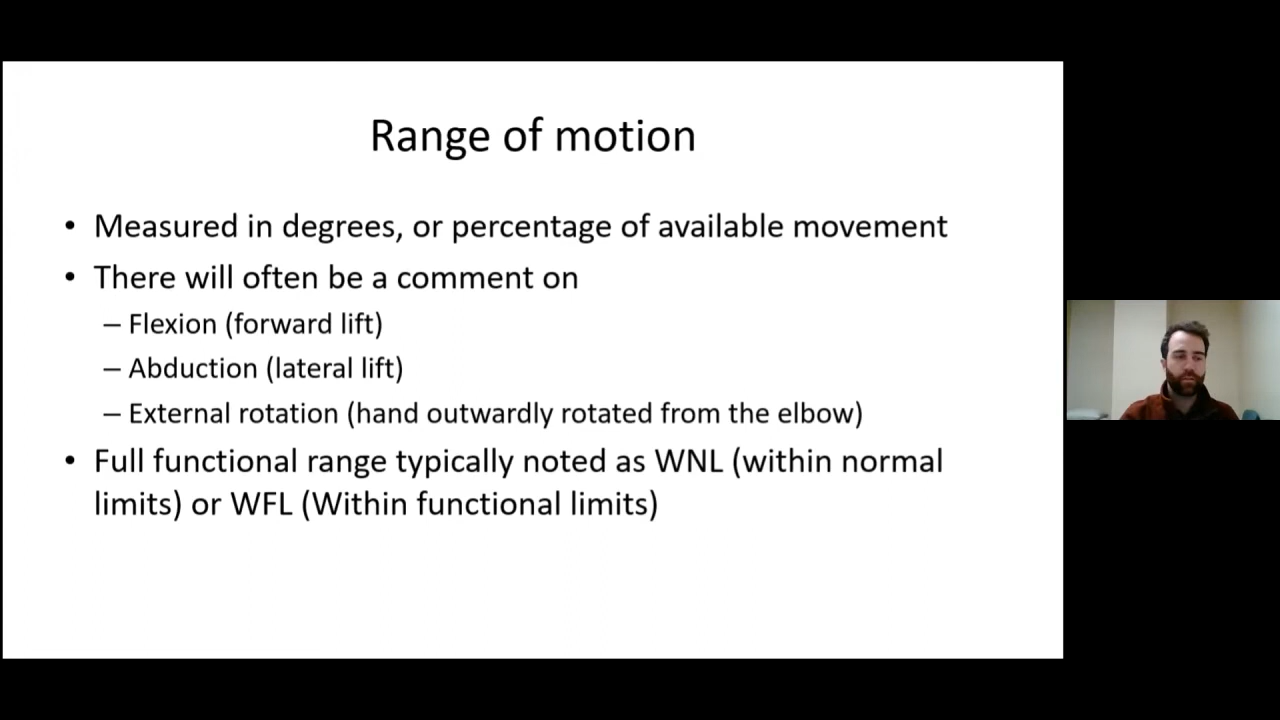 Range of motion
• Measured in degrees, or percentage of available movement
• There will often be a comment on
– Flexion (forward lift)
– Abduction (lateral lift)
– External rotation (hand outwardly rotated from the elbow)
• Full functional range typically noted as WNL (within normal
limits) or WFL (Within functional limits)